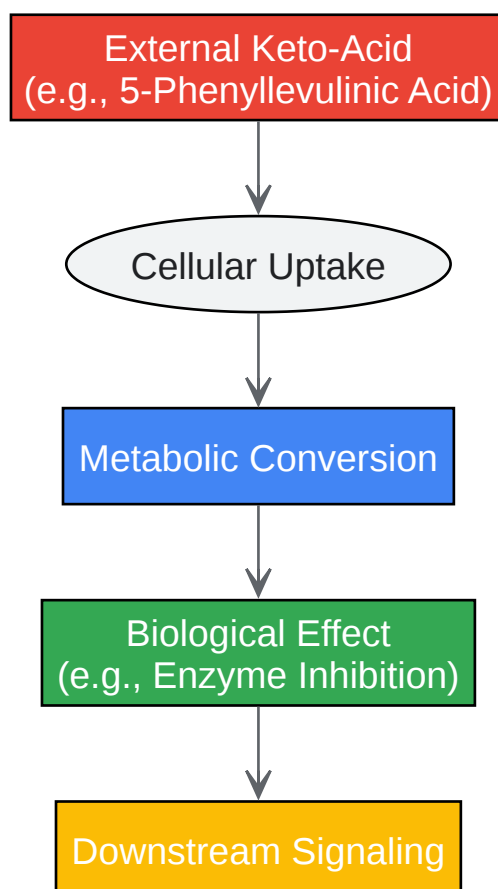 External Keto-Acid
(e.g., 5-Phenyllevulinic Acid)
Cellular Uptake
Metabolic Conversion
Biological Effect
(e.g., Enzyme Inhibition)
Downstream Signaling